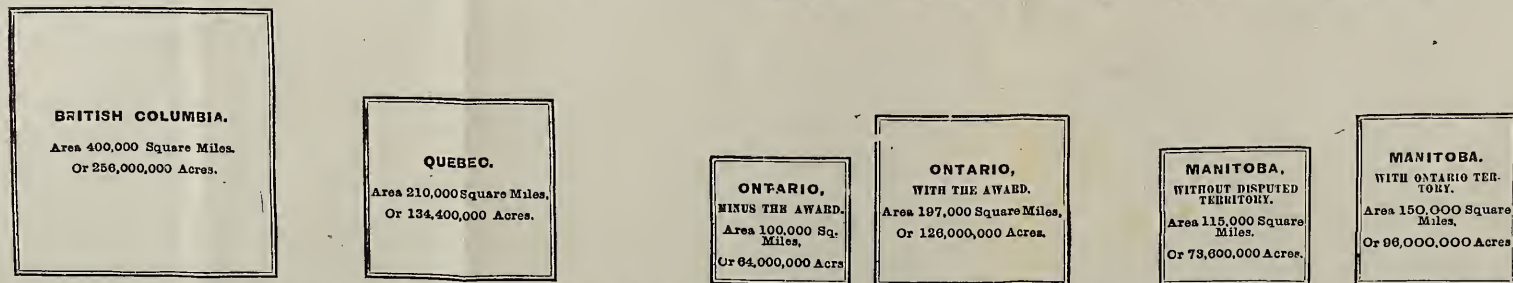 BRITISH COLUMBIA.
Area 400,000 Square Miles.
Or 256,000,000 Acres.
QUEBEC.
Area 210,000 Square Miles,
Or 134,400,000 Acres.
ONTARIO,
MINUS THE AWARD.
Area 100,000 Sq.
Miles,
Or 64,000,000 Acrs
ONTARIO,
WITH THE AWARD.
Area 197,000 Square Miles,
Or 126,000,000 Acres.
MANITOBA,
WITHOUT DISPUTED
TERRITORY.
Area 115,000 Square
Miles.
Or 73,600,000 Acres.
MANITOBA.
WITH ONTARIO TER-
TORY.
Area 150.000 Square
Miles,
Or 96,000,000 Acres